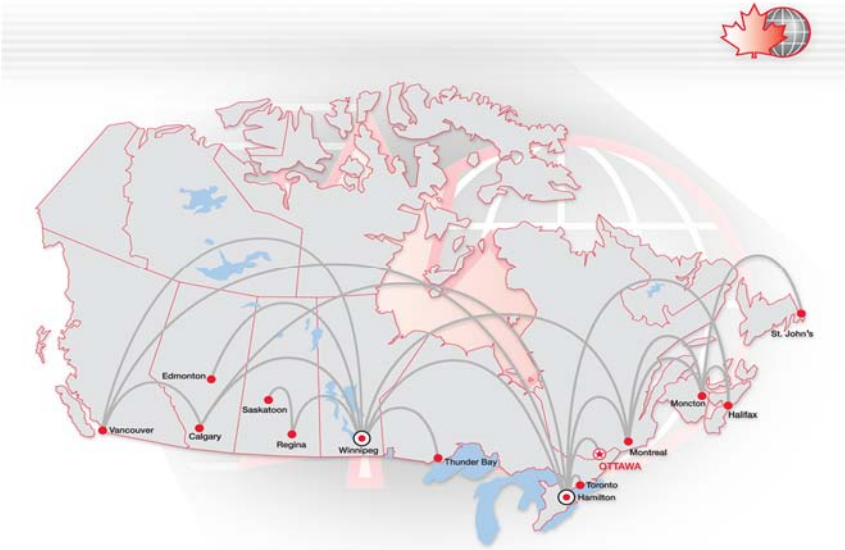 St. John's
Edmonton
Saskatoon
Moncton
Halifax
Vancouver
Calgary
Regina
Winnipeg
Montreal
Thunder Bay
OTTAWA
Toronto
Hamilton